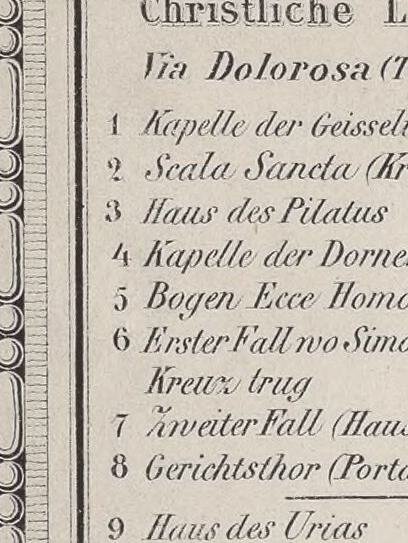 Christliche L
Via Dolorosa (T
1 Kapelle der Geisselu
2 Scala Sancta (Kr
3 Haus des Pilatus
4 Kapelle der Dorne
5 Bogen Ecce Homo
6 Erster Fall wo Simo
Kreuz trug
7 Zweiter Fall (Haus
8 Gerichtsthor (Porta
9 Haus des Urias